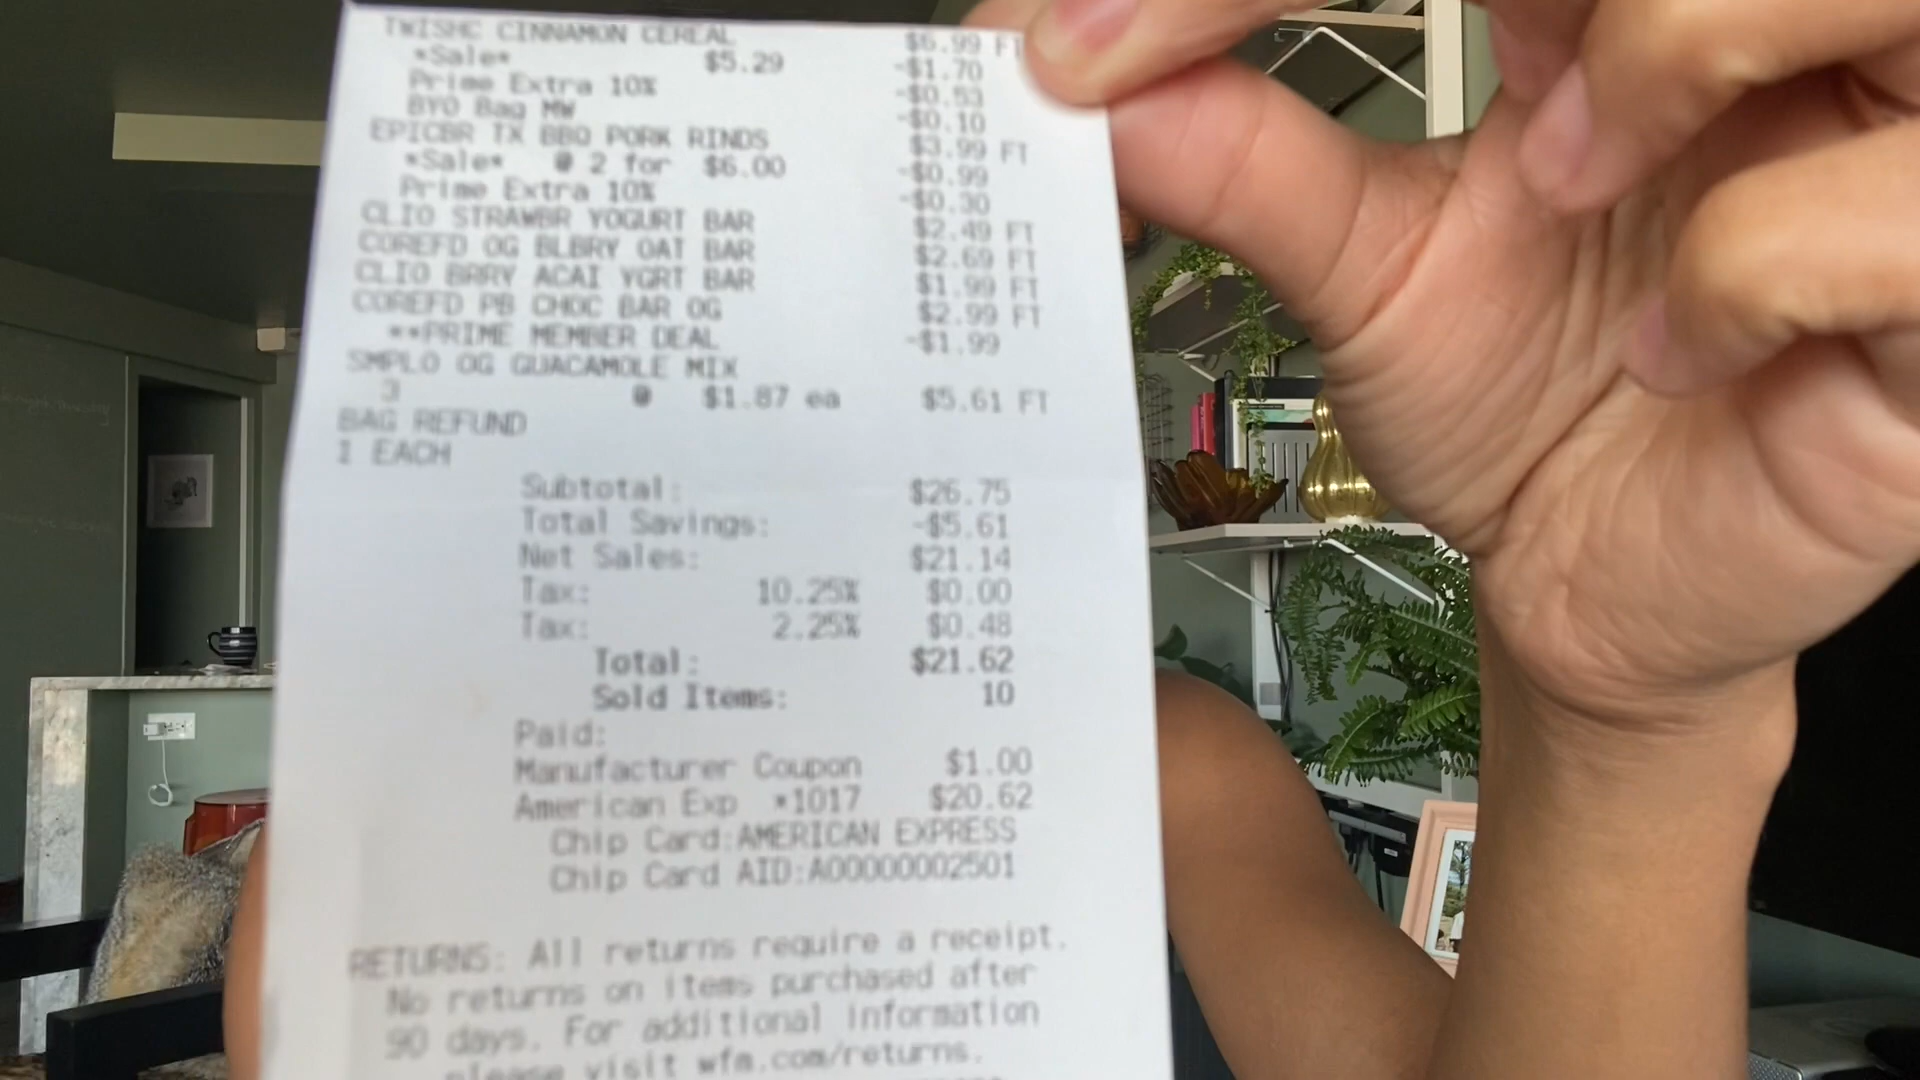 TWISHC CINNAMON CEREAL $6.99 FT
*Sale* $5.29 -$1.70
Prime Extra 10% -$0.53
BYO Bag MW -$0.10
EPICBR TX BBQ PORK RINDS $3.99 FT
*Sale* @ 2 for $6.00 -$0.99
Prime Extra 10% -$0.30
CLIO STRAWBR YOGURT BAR $2.49 FT
COREFD OG BLBRY OAT BAR $2.69 FT
CLIO BRRY ACAI YGRT BAR $1.99 FT
COREFD PB CHOC BAR OG $2.99 FT
**PRIME MEMBER DEAL -$1.99
SMPLO OG GUACAMOLE MIX
3 @ $1.87 ea $5.61 FT
BAG REFUND
1 EACH
Subtotal: $26.75
Total Savings: -$5.61
Net Sales: $21.14
Tax: 10.25% $0.00
Tax: 2.25% $0.48
Total: $21.62
Sold Items: 10
Paid:
Manufacturer Coupon $1.00
American Exp *1017 $20.62
Chip Card:AMERICAN EXPRESS
Chip Card AID:A00000002501
RETURNS: All returns require a receipt.
No returns on items purchased after
90 days. For additional information
please visit wfm.com/returns.